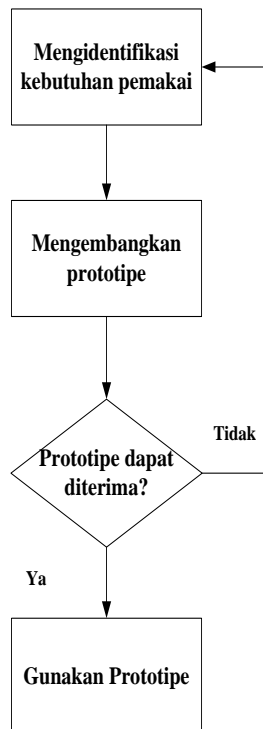 Mengidentifikasi
kebutuhan pemakai
Mengembangkan
prototipe
Prototipe dapat
diterima?
Tidak
Ya
Gunakan Prototipe